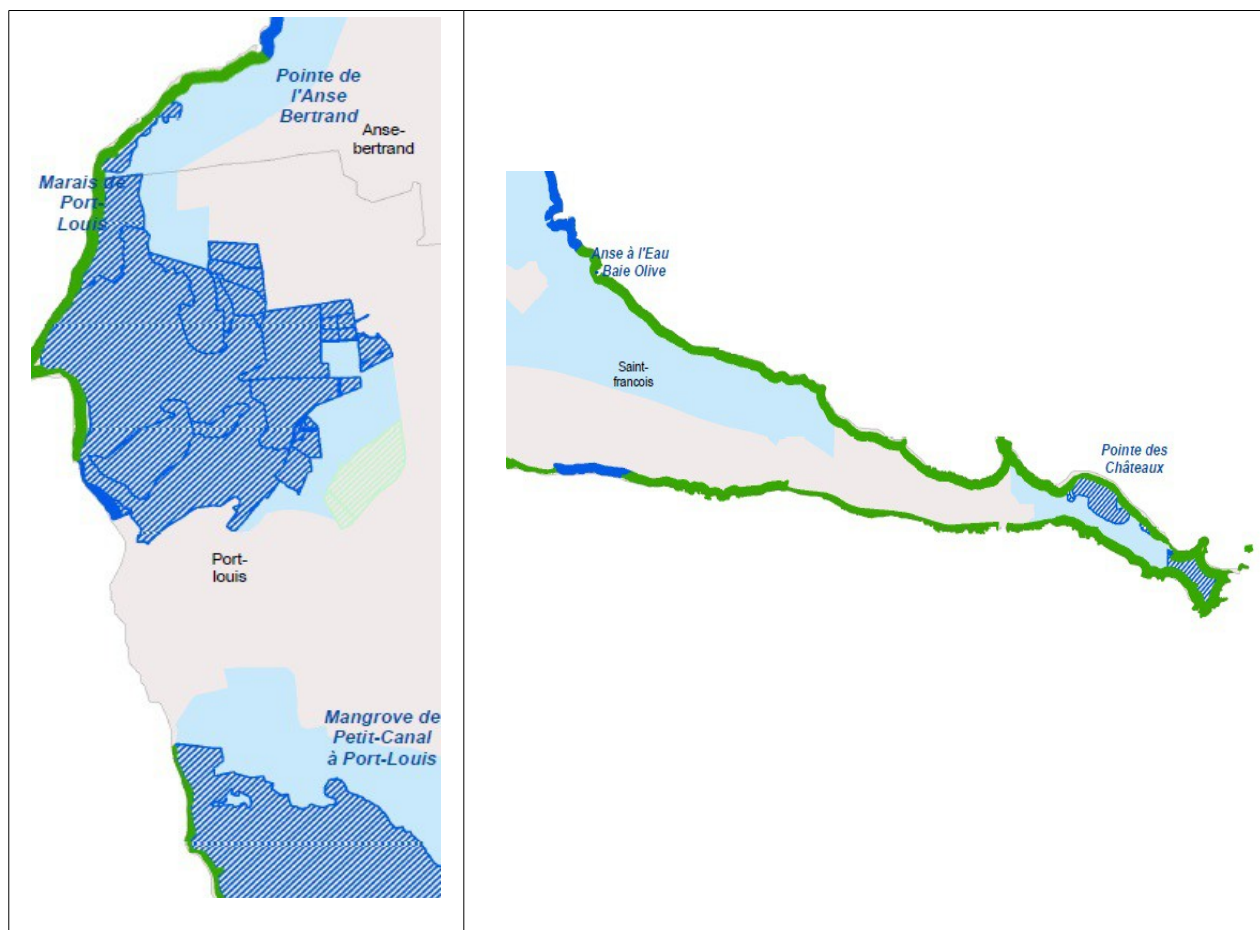 Pointe de
l'Anse
Bertrand
Anse-
bertrand
Marais de
Port-
Louis
Port-
louis
Mangrove de
Petit-Canal
à Port-Louis
Anse à l'Eau
- Baie Olive
Saint-
francois
Pointe des
Châteaux